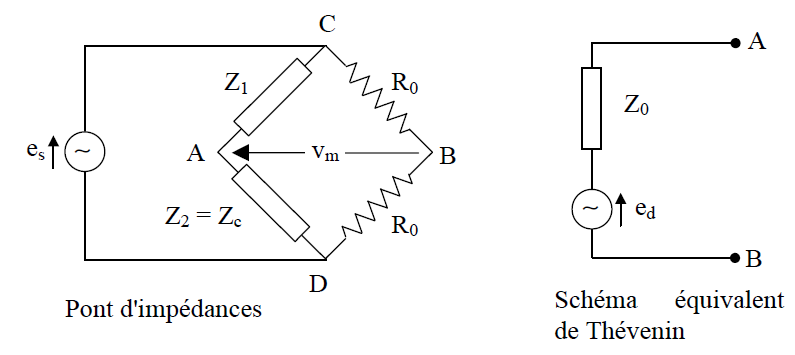 C
A
Z1
R0
Z0
es
~
A
vm
B
~
ed
Z2 = Zc
R0
B
D
Pont d'impédances
Schéma équivalent
de Thévenin